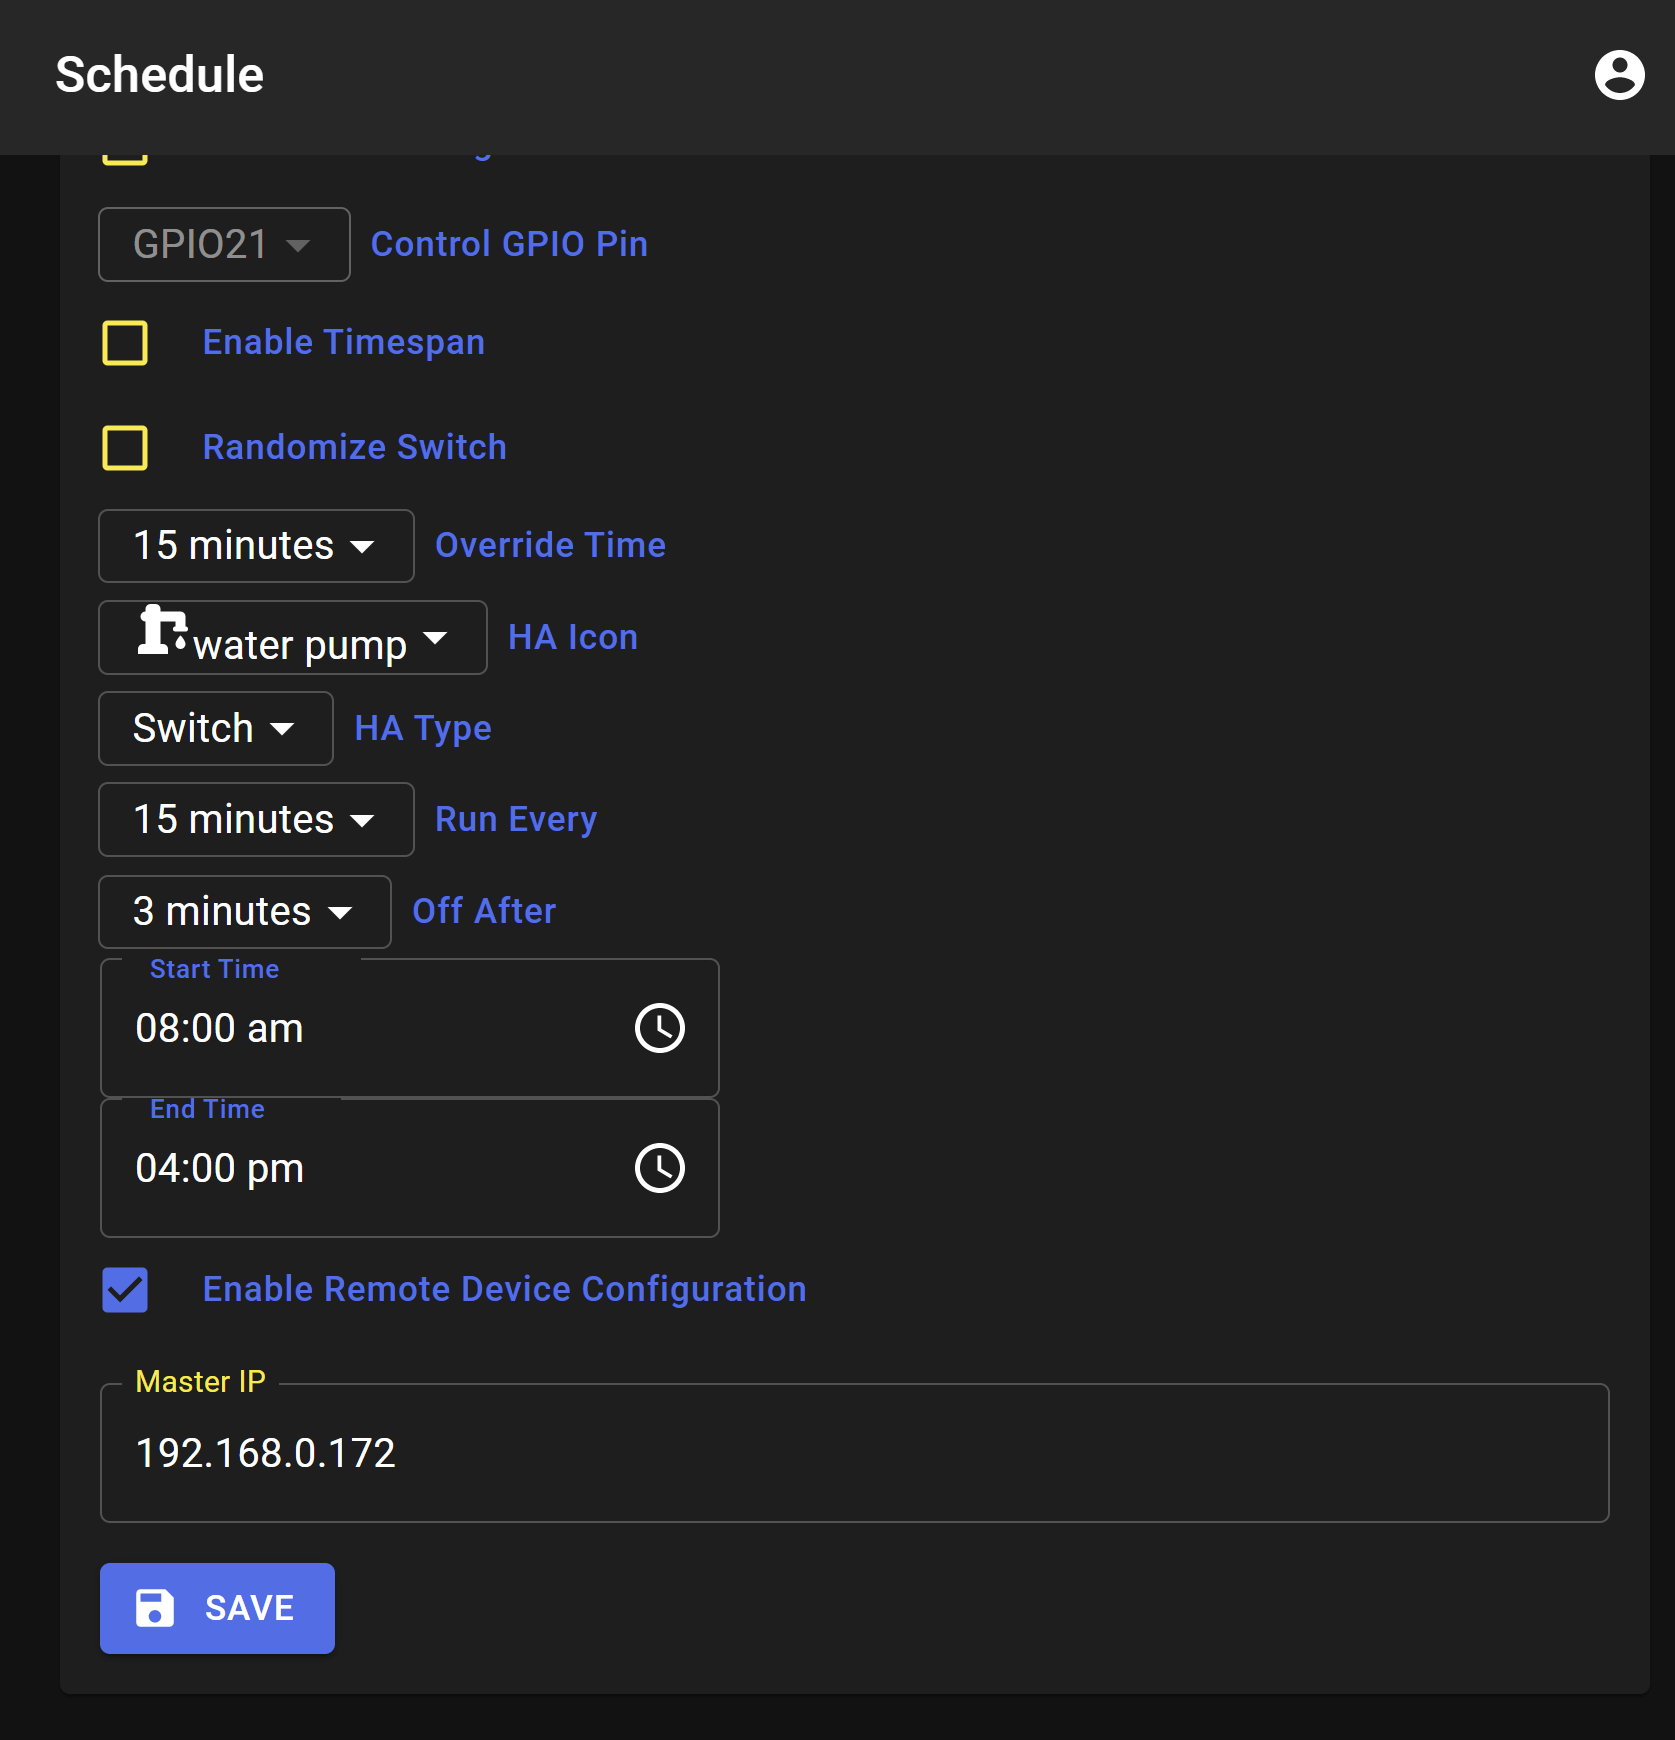 Schedule
GPIO21 Control GPIO Pin
Enable Timespan
Randomize Switch
15 minutes Override Time
water pump HA Icon
Switch HA Type
15 minutes Run Every
3 minutes Off After
Start Time
08:00 am
End Time
04:00 pm
Enable Remote Device Configuration
Master IP
192.168.0.172
SAVE